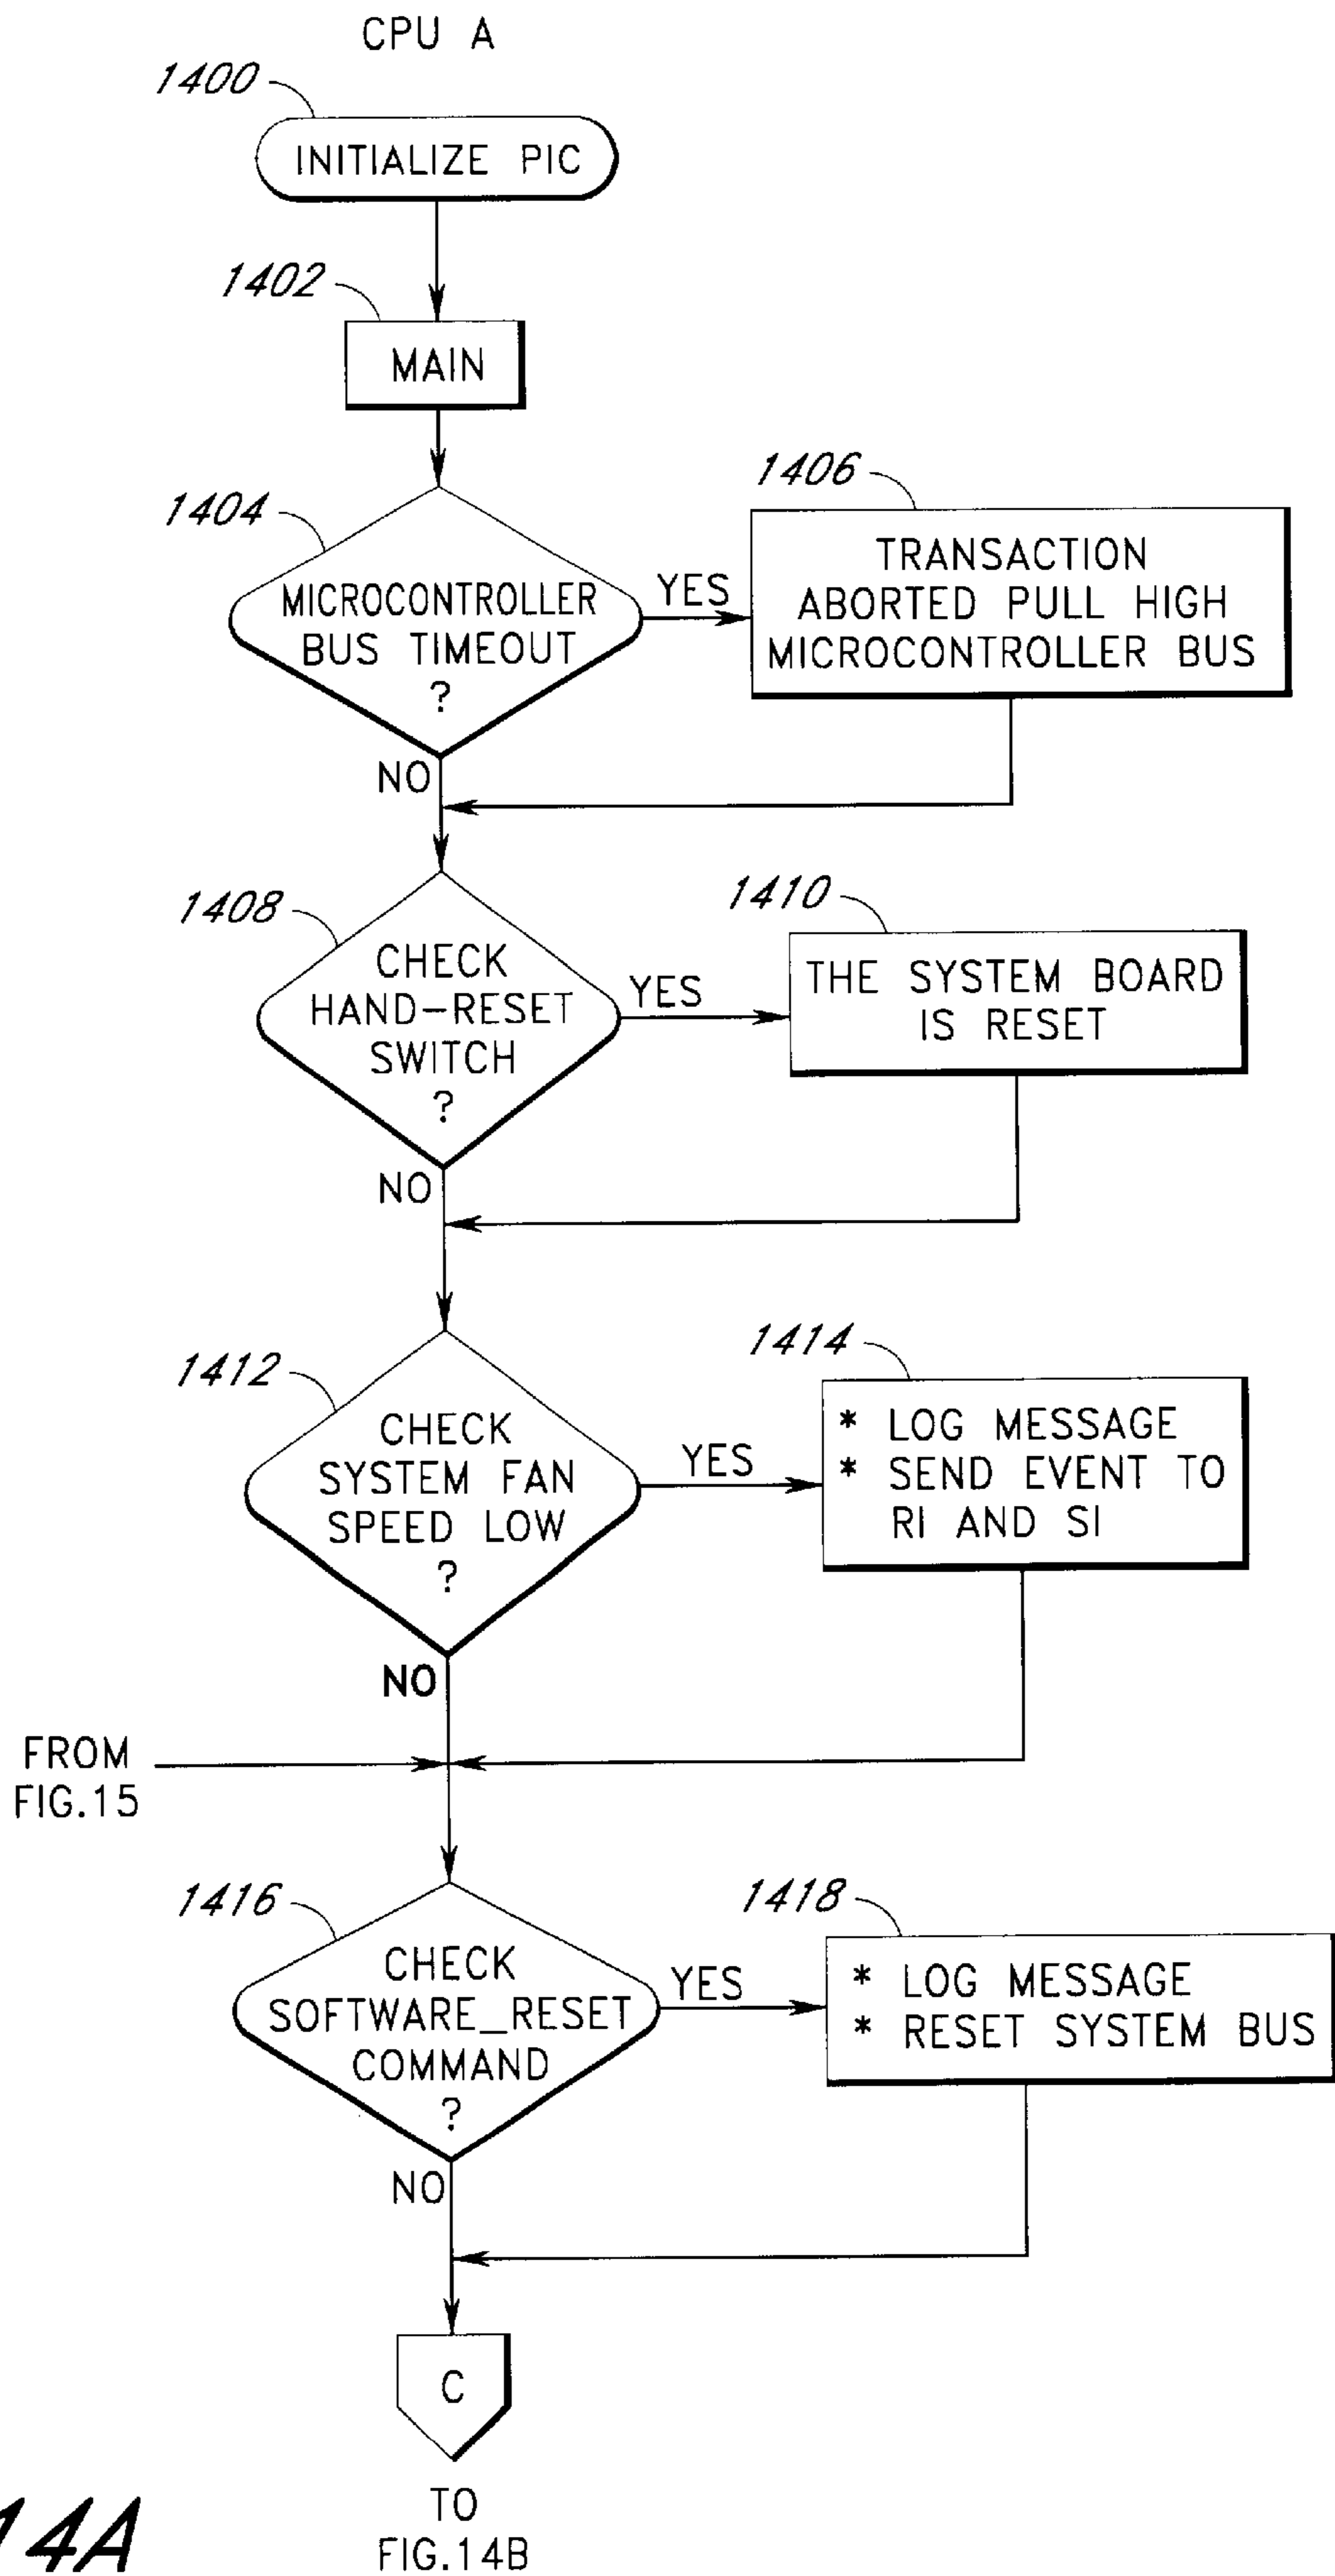 CPU A
1400
INITIALIZE PIC
1402
MAIN
1404
MICROCONTROLLER
BUS TIMEOUT
?
YES
1406
TRANSACTION
ABORTED PULL HIGH
MICROCONTROLLER BUS
NO
1408
CHECK
HAND-RESET
SWITCH
?
YES
1410
THE SYSTEM BOARD
IS RESET
NO
1412
CHECK
SYSTEM FAN
SPEED LOW
?
YES
1414
* LOG MESSAGE
* SEND EVENT TO
RI AND SI
NO
FROM
FIG.15
1416
CHECK
SOFTWARE_RESET
COMMAND
?
YES
1418
* LOG MESSAGE
* RESET SYSTEM BUS
NO
C
TO
FIG.14B
14A